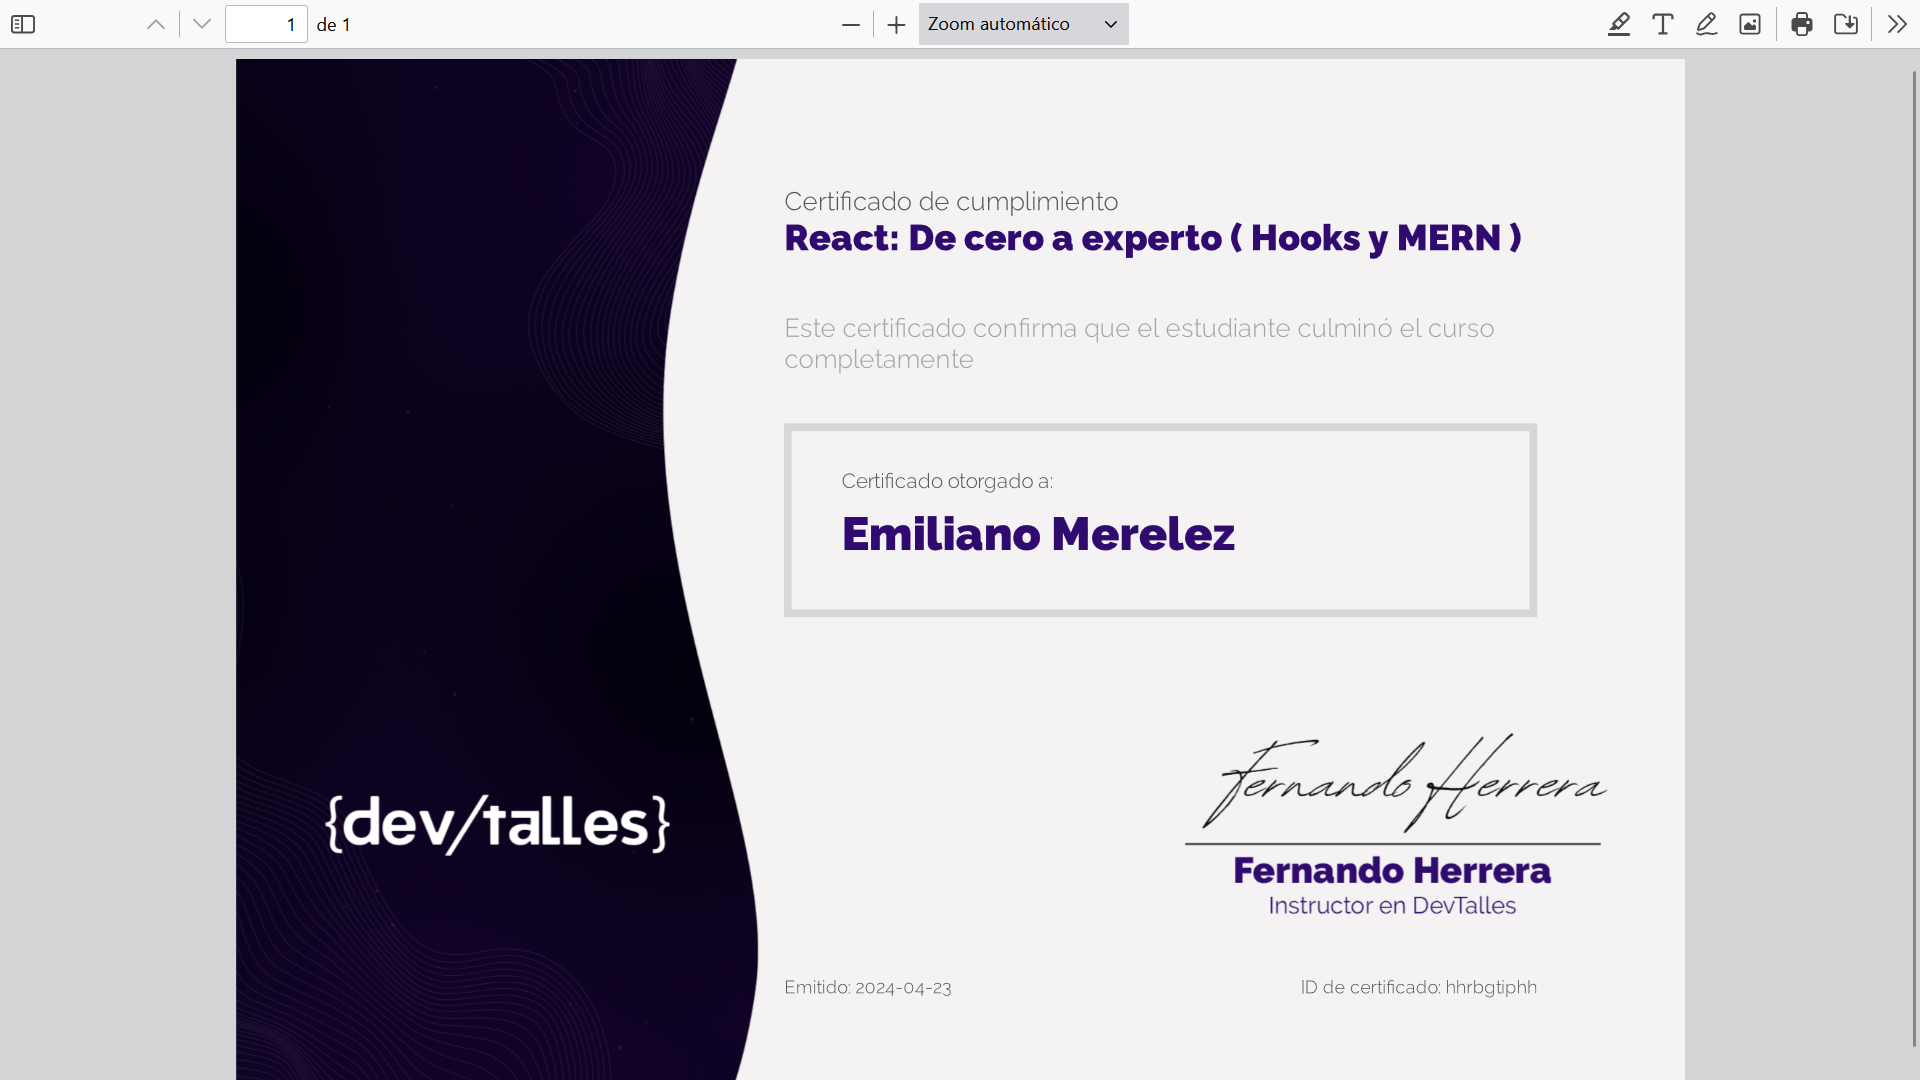 1 de 1
Zoom automático
Certificado de cumplimiento
React: De cero a experto ( Hooks y MERN )
Este certificado confirma que el estudiante culminó el curso
completamente
Certificado otorgado a:
Emiliano Merelez
{dev/talles}
Fernando Herrera
Fernando Herrera
Instructor en DevTalles
Emitido: 2024-04-23
ID de certificado: hhrbgtiphh